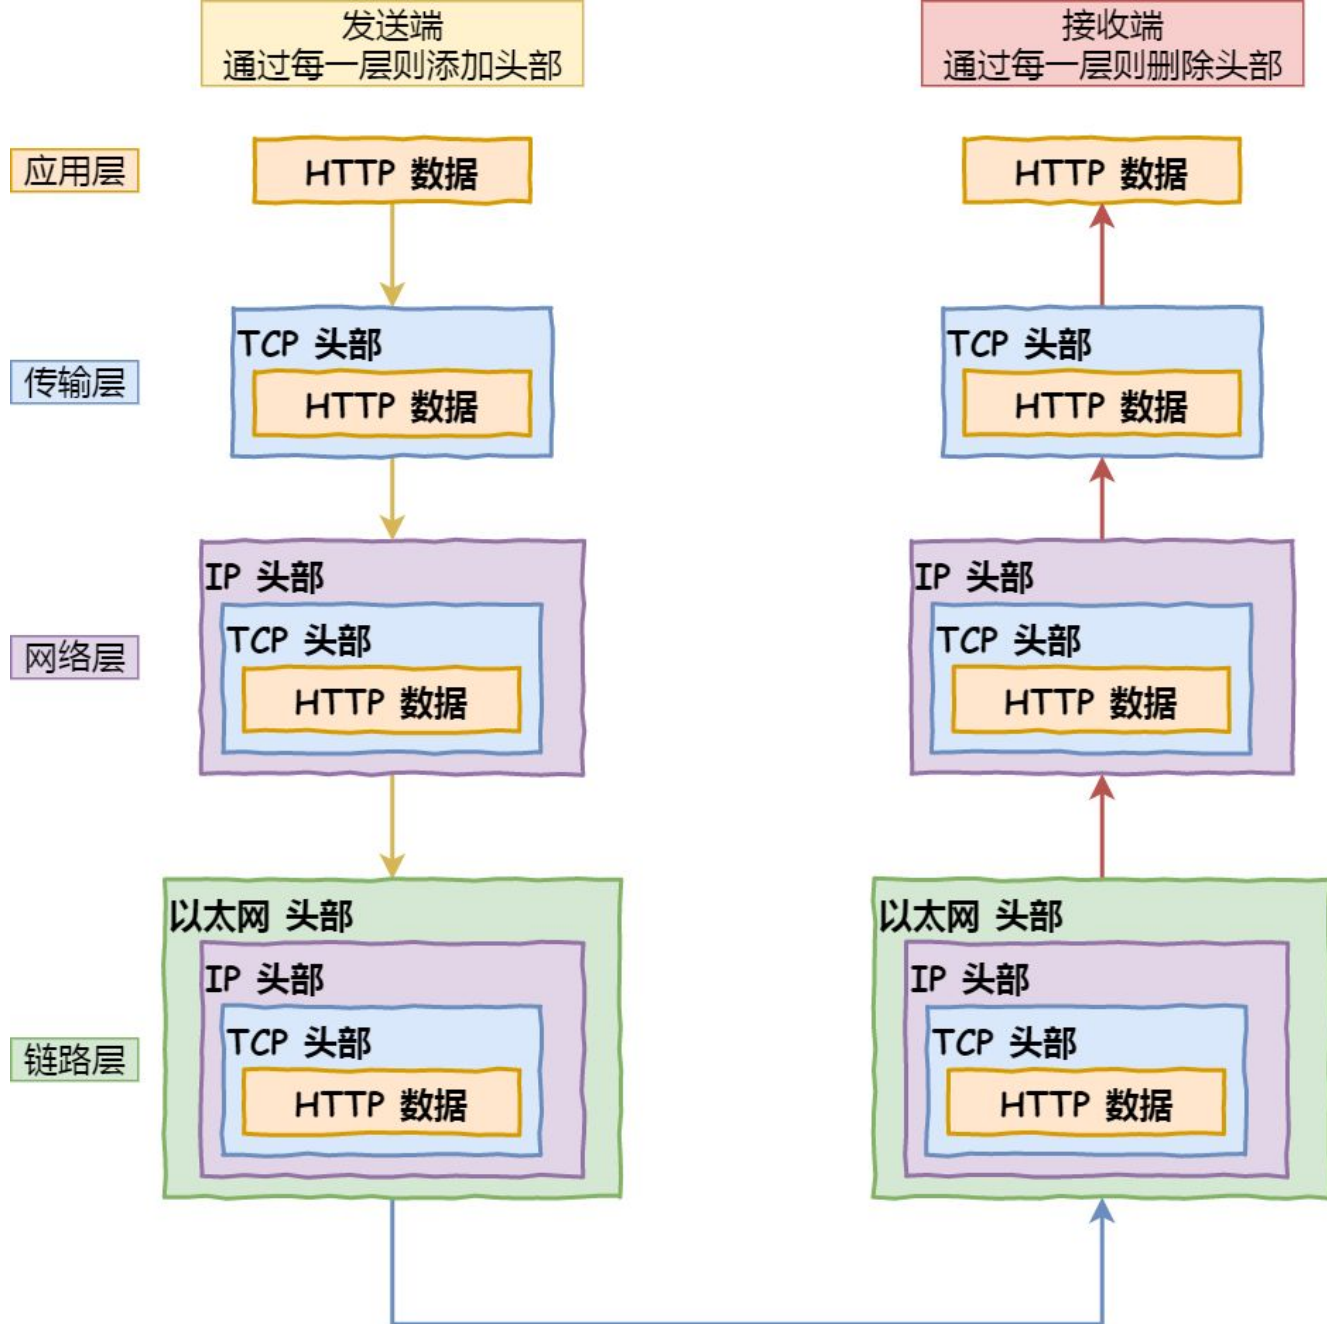 发送端
通过每一层则添加头部
接收端
通过每一层则删除头部
应用层
HTTP 数据
HTTP 数据
传输层
TCP 头部
HTTP 数据
TCP 头部
HTTP 数据
网络层
IP 头部
TCP 头部
HTTP 数据
IP 头部
TCP 头部
HTTP 数据
链路层
以太网 头部
IP 头部
TCP 头部
HTTP 数据
以太网 头部
IP 头部
TCP 头部
HTTP 数据